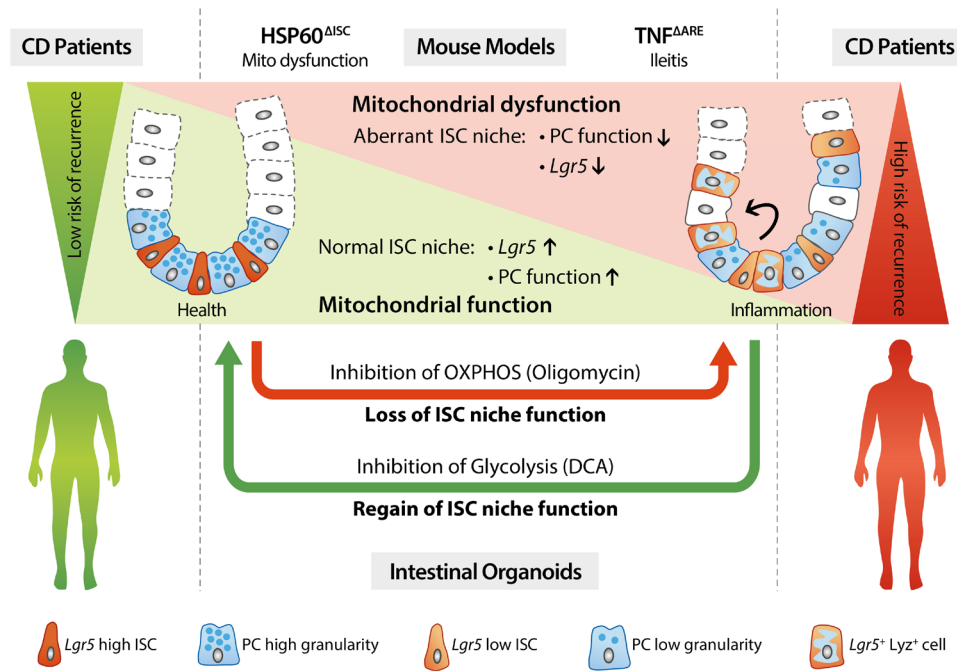 CD Patients
HSP60ΔISC
Mito dysfunction
Mouse Models
TNFΔARE
Ileitis
CD Patients
Low risk of recurrence
Mitochondrial dysfunction
Aberrant ISC niche: • PC function ↓
• Lgr5 ↓
High risk of recurrence
Normal ISC niche: • Lgr5 ↑
• PC function ↑
Mitochondrial function
Health
Inflammation
Inhibition of OXPHOS (Oligomycin)
Loss of ISC niche function
Inhibition of Glycolysis (DCA)
Regain of ISC niche function
Intestinal Organoids
Lgr5 high ISC
PC high granularity
Lgr5 low ISC
PC low granularity
Lgr5+ Lyz+ cell